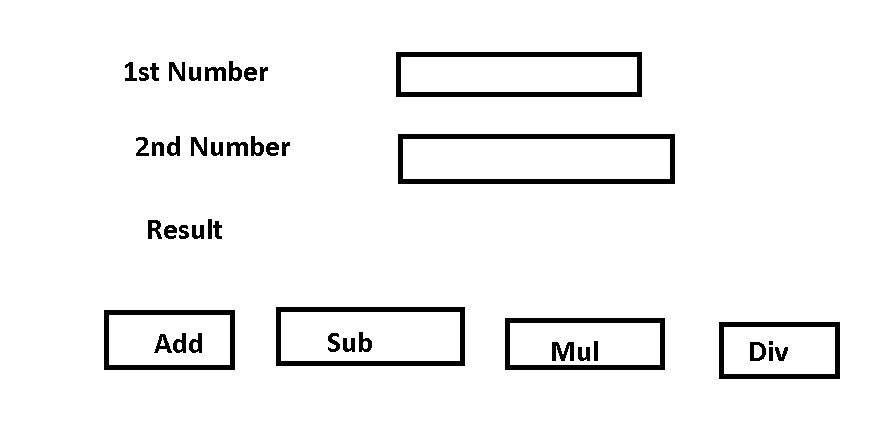 1st Number
2nd Number
Result
Add Sub Mul Div